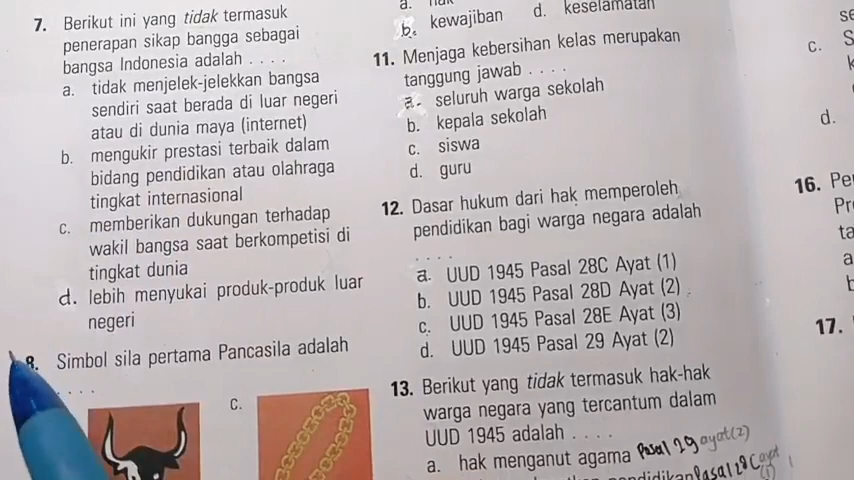 7. Berikut ini yang tidak termasuk
penerapan sikap bangga sebagai
bangsa Indonesia adalah . . . .
a. tidak menjelek-jelekkan bangsa
sendiri saat berada di luar negeri
atau di dunia maya (internet)
b. mengukir prestasi terbaik dalam
bidang pendidikan atau olahraga
tingkat internasional
c. memberikan dukungan terhadap
wakil bangsa saat berkompetisi di
tingkat dunia
d. lebih menyukai produk-produk luar
negeri
8. Simbol sila pertama Pancasila adalah
. . . .
c.
a.
b. kewajiban d. keselamatan
11. Menjaga kebersihan kelas merupakan
tanggung jawab . . . .
a. seluruh warga sekolah
b. kepala sekolah
c. siswa
d. guru
12. Dasar hukum dari hak memperoleh
pendidikan bagi warga negara adalah
. . . .
a. UUD 1945 Pasal 28C Ayat (1)
b. UUD 1945 Pasal 28D Ayat (2)
c. UUD 1945 Pasal 28E Ayat (3)
d. UUD 1945 Pasal 29 Ayat (2)
13. Berikut yang tidak termasuk hak-hak
warga negara yang tercantum dalam
UUD 1945 adalah . . . .
a. hak menganut agama Pasal 29 ayat (2)
Pasal 28C ayat (1)
c.
d.
16.
17.